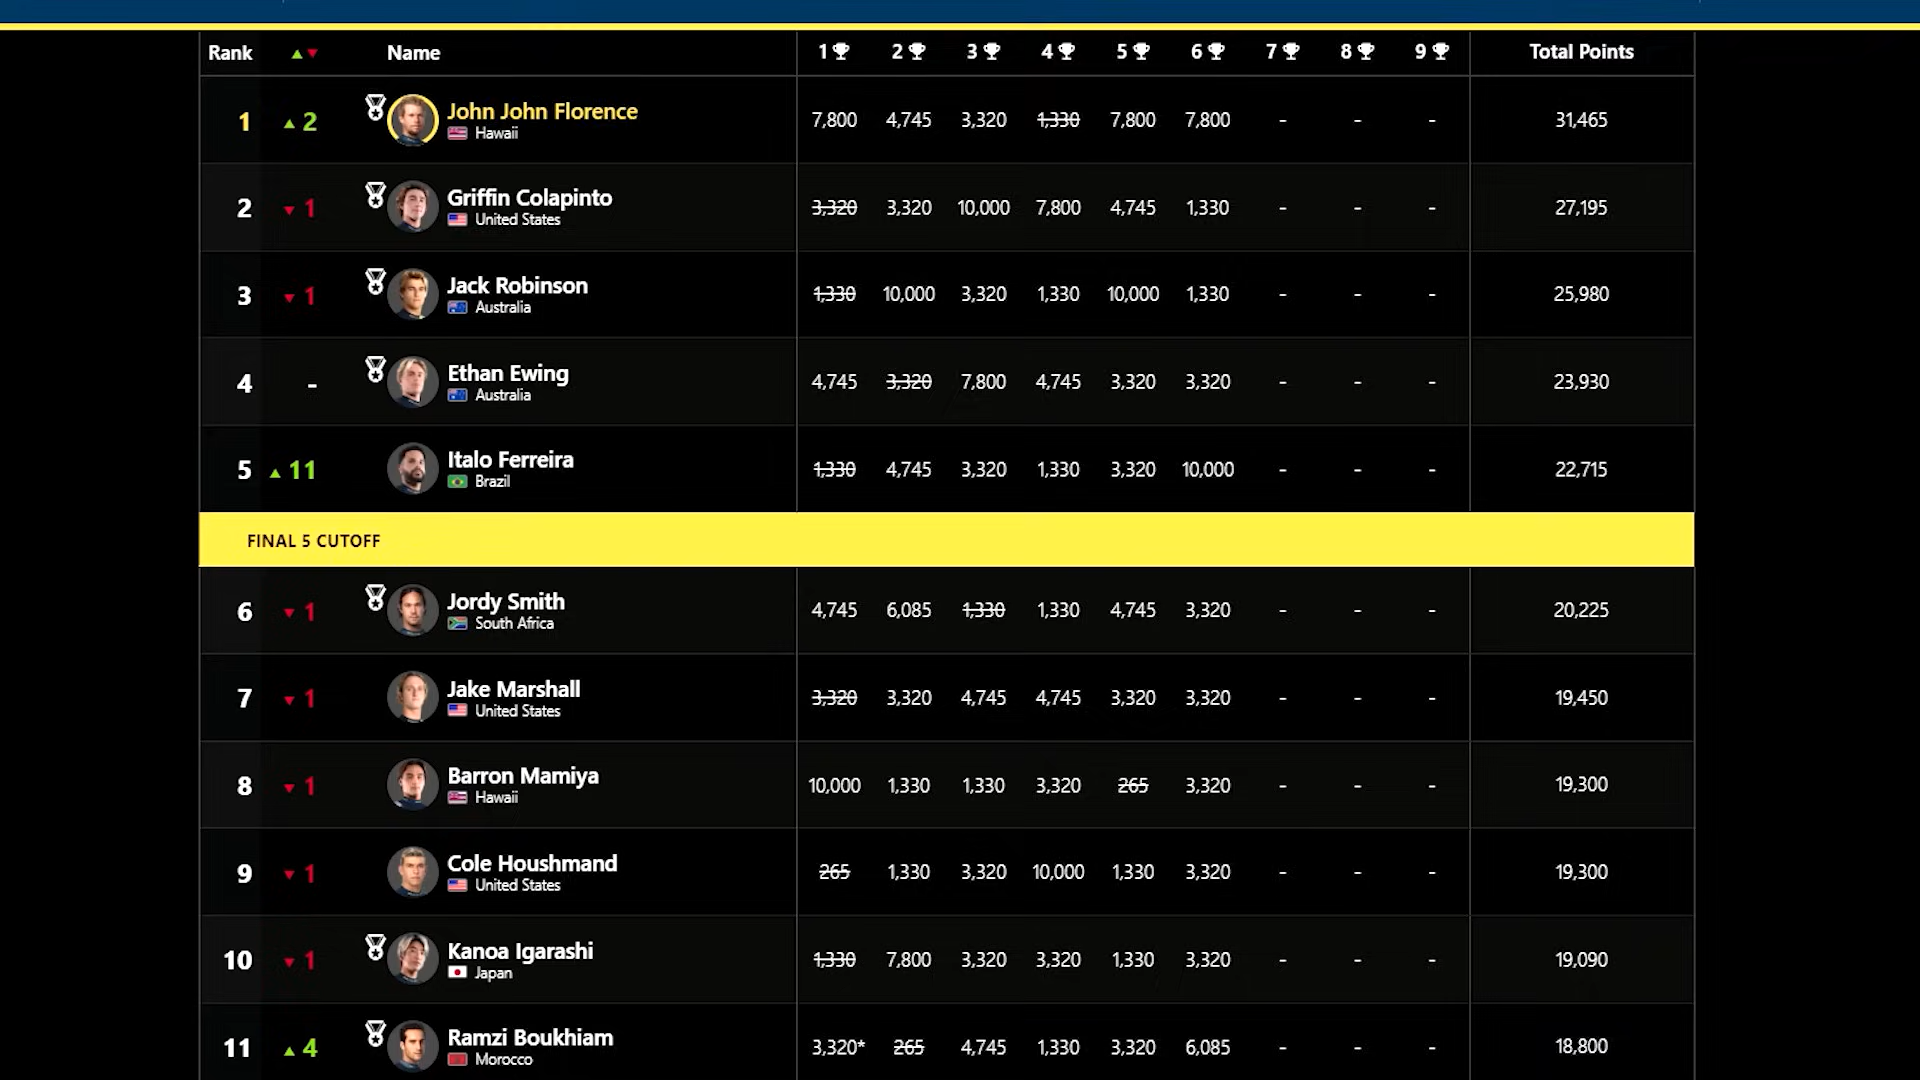 Rank Name 1 2 3 4 5 6 7 8 9 Total Points
1 2 John John Florence 7,800 4,745 3,320 1,330 7,800 7,800 - - - 31,465
Hawaii
2 1 Griffin Colapinto 3,320 3,320 10,000 7,800 4,745 1,330 - - - 27,195
United States
3 1 Jack Robinson 1,330 10,000 3,320 1,330 10,000 1,330 - - - 25,980
Australia
4 - Ethan Ewing 4,745 3,320 7,800 4,745 3,320 3,320 - - - 23,930
Australia
5 11 Italo Ferreira 1,330 4,745 3,320 1,330 3,320 10,000 - - - 22,715
Brazil
FINAL 5 CUTOFF
6 1 Jordy Smith 4,745 6,085 1,330 1,330 4,745 3,320 - - - 20,225
South Africa
7 1 Jake Marshall 3,320 3,320 4,745 4,745 3,320 3,320 - - - 19,450
United States
8 1 Barron Mamiya 10,000 1,330 1,330 3,320 265 3,320 - - - 19,300
Hawaii
9 1 Cole Houshmand 265 1,330 3,320 10,000 1,330 3,320 - - - 19,300
United States
10 1 Kanoa Igarashi 1,330 7,800 3,320 3,320 1,330 3,320 - - - 19,090
Japan
11 4 Ramzi Boukhiam 3,320* 265 4,745 1,330 3,320 6,085 - - - 18,800
Morocco